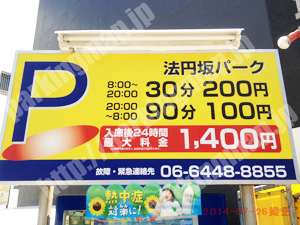 法円坂パーク
P
8:00~
20:00
30分 200円
20:00
~8:00
90分 100円
入庫後24時間
最大料金
1,400円
故障・緊急連絡先 06-6448-8855
熱中症
対策に!